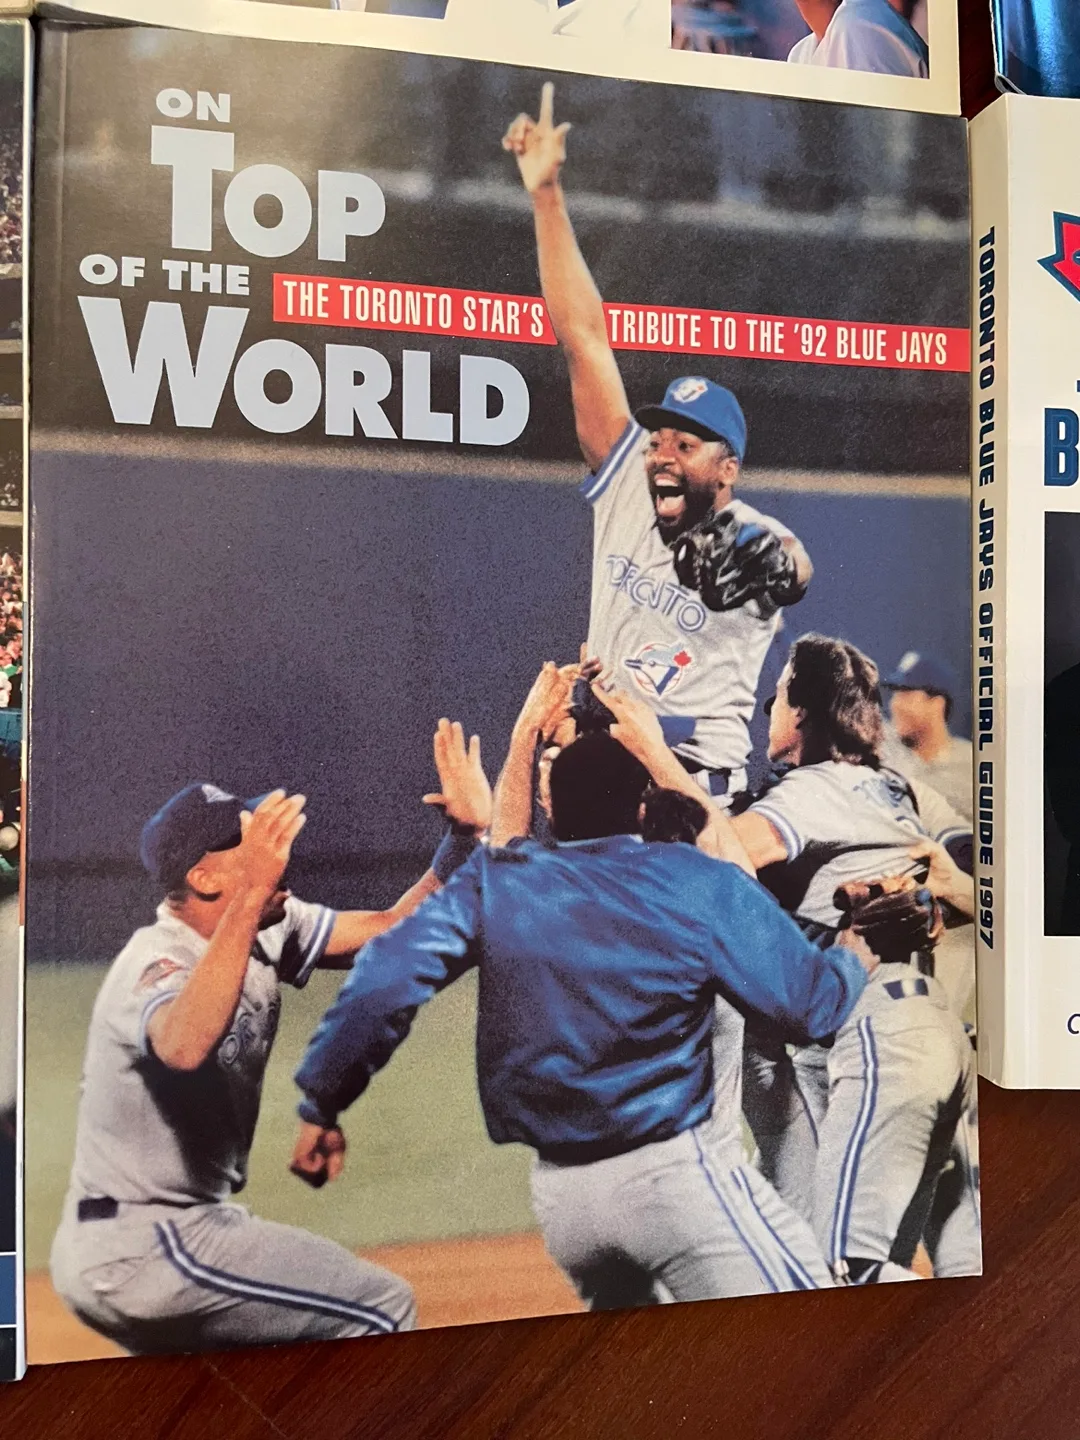 ON
TOP
OF THE
WORLD
THE TORONTO STAR'S TRIBUTE TO THE '92 BLUE JAYS
TORONTO
TORONTO BLUE JAYS OFFICIAL GUIDE 1997
B